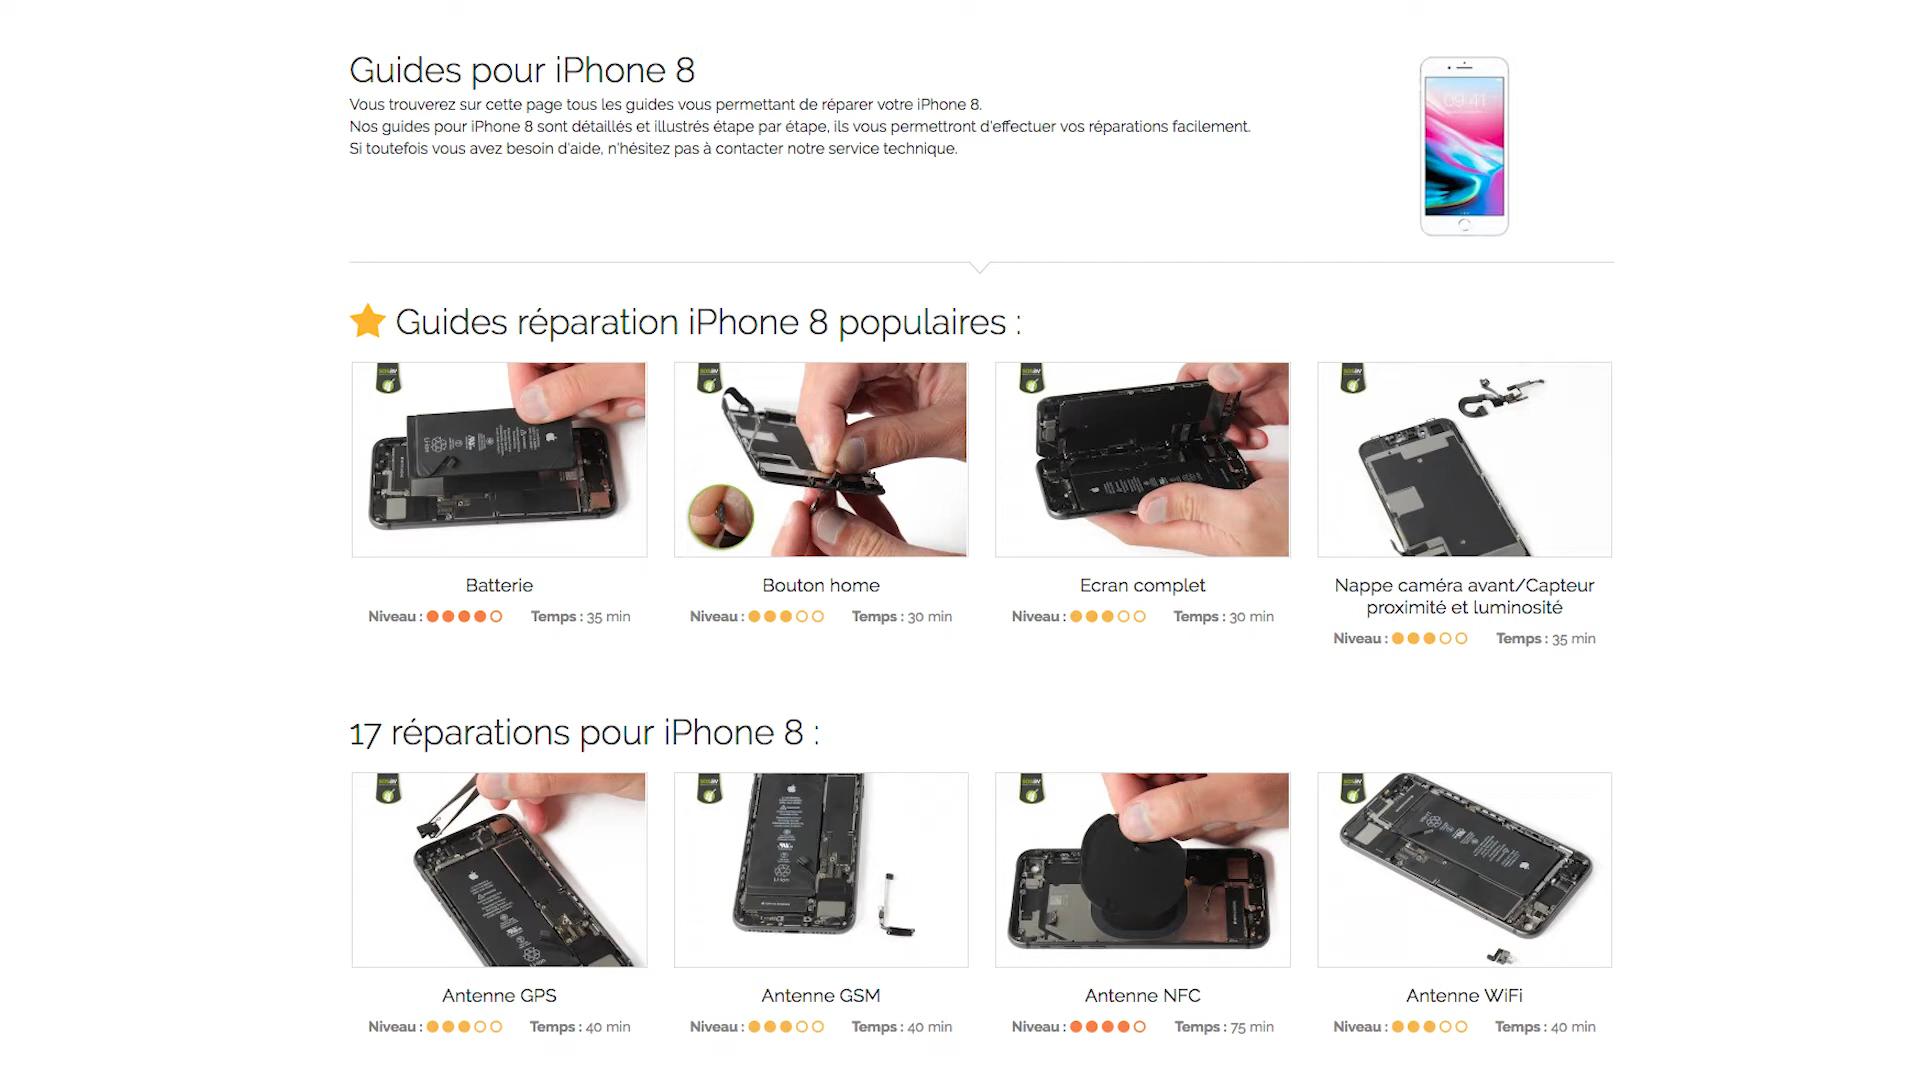 Guides pour iPhone 8
Vous trouverez sur cette page tous les guides vous permettant de réparer votre iPhone 8.
Nos guides pour iPhone 8 sont détaillés et illustrés étape par étape, ils vous permettront d'effectuer vos réparations facilement.
Si toutefois vous avez besoin d'aide, n'hésitez pas à contacter notre service technique.
09:41
Guides réparation iPhone 8 populaires :
Batterie
Niveau : Temps : 35 min
Bouton home
Niveau : Temps : 30 min
Ecran complet
Niveau : Temps : 30 min
Nappe caméra avant/Capteur
proximité et luminosité
Niveau : Temps : 35 min
17 réparations pour iPhone 8 :
Antenne GPS
Niveau : Temps : 40 min
Antenne GSM
Niveau : Temps : 40 min
Antenne NFC
Niveau : Temps : 75 min
Antenne WiFi
Niveau : Temps : 40 min